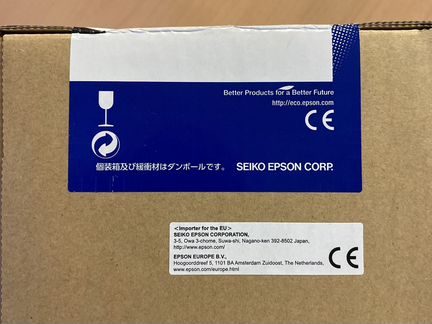 Better Products for a Better Future
http://eco.epson.com
CE
個装箱及び緩衝材はダンボールです。 SEIKO EPSON CORP.
<Importer for the EU>
SEIKO EPSON CORPORATION,
3-5, Owa 3-chome, Suwa-shi, Nagano-ken 392-8502 Japan,
http://www.epson.com/
CE
EPSON EUROPE B.V.,
Hoogoorddreef 5, 1101 BA Amsterdam Zuidoost, The Netherlands,
www.epson.com/europe.html